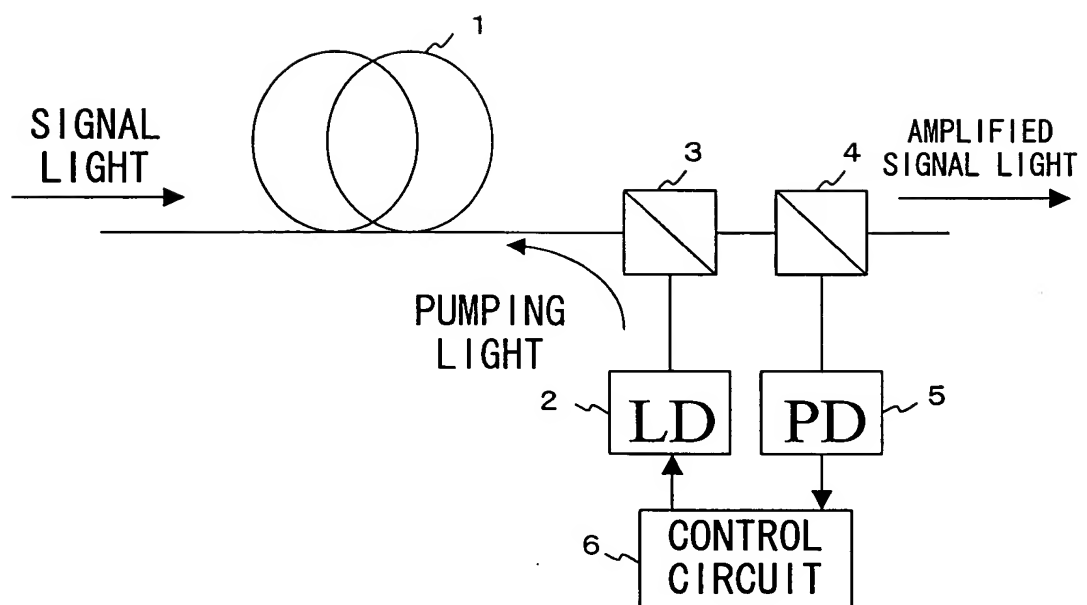 1
SIGNAL
LIGHT
AMPLIFIED
SIGNAL LIGHT
3
4
PUMPING
LIGHT
2
LD
PD
5
6
CONTROL
CIRCUIT